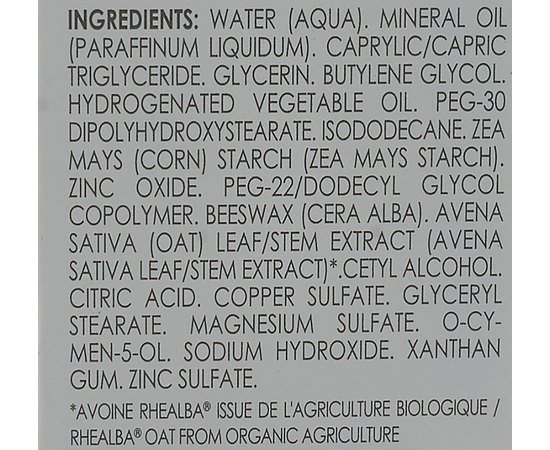 INGREDIENTS: WATER (AQUA). MINERAL OIL
(PARAFFINUM LIQUIDUM). CAPRYLIC/CAPRIC
TRIGLYCERIDE. GLYCERIN. BUTYLENE GLYCOL.
HYDROGENATED VEGETABLE OIL. PEG-30
DIPOLYHYDROXYSTEARATE. ISODODECANE. ZEA
MAYS (CORN) STARCH (ZEA MAYS STARCH).
ZINC OXIDE. PEG-22/DODECYL GLYCOL
COPOLYMER. BEESWAX (CERA ALBA). AVENA
SATIVA (OAT) LEAF/STEM EXTRACT (AVENA
SATIVA LEAF/STEM EXTRACT)*.CETYL ALCOHOL.
CITRIC ACID. COPPER SULFATE. GLYCERYL
STEARATE. MAGNESIUM SULFATE. O-CY-
MEN-5-OL. SODIUM HYDROXIDE. XANTHAN
GUM. ZINC SULFATE.
*AVOINE RHEALBA® ISSUE DE L'AGRICULTURE BIOLOGIQUE /
RHEALBA® OAT FROM ORGANIC AGRICULTURE